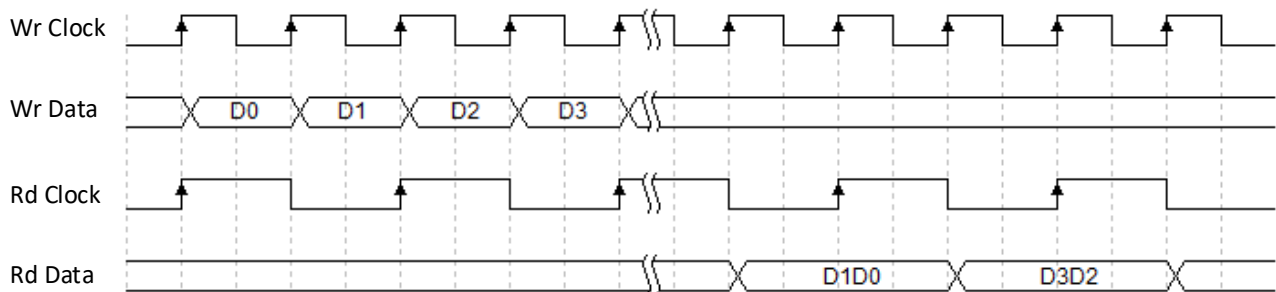 Wr Clock
Wr Data D0 D1 D2 D3
Rd Clock
Rd Data D1D0 D3D2